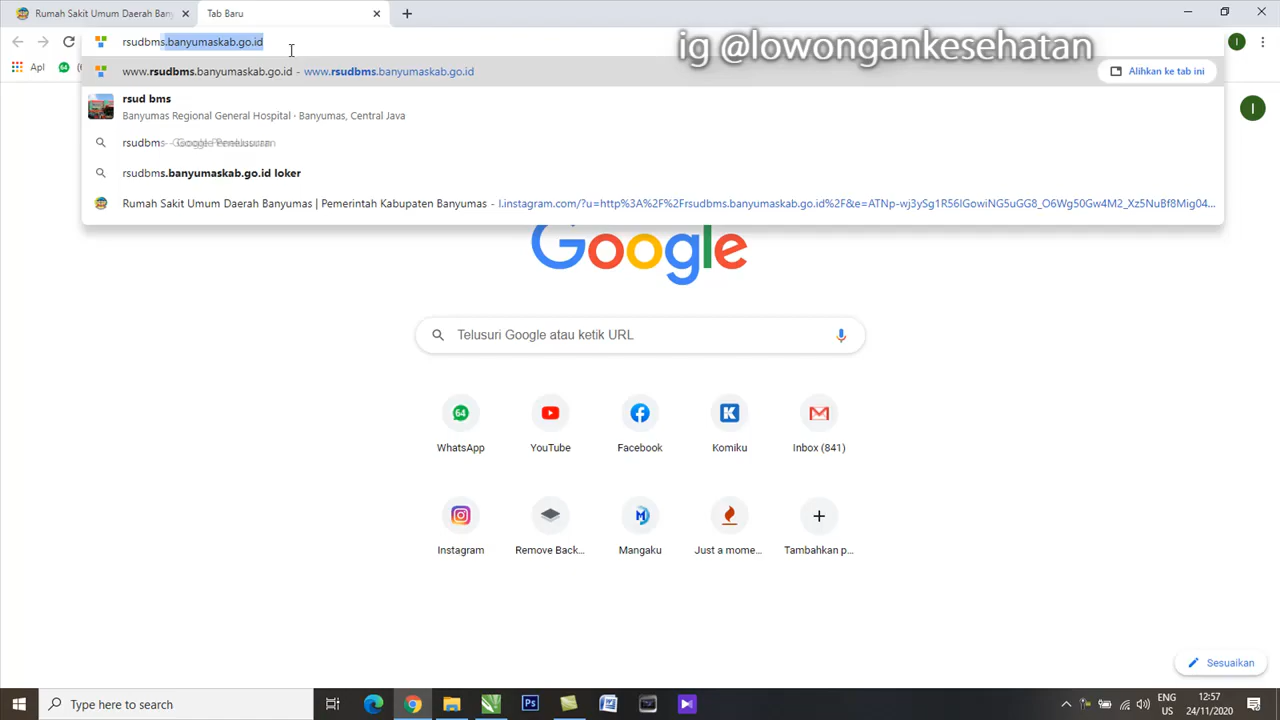 Rumah Sakit Umum Daerah Ban
Tab Baru
ig @lowongankesehatan
rsudbms.banyumaskab.go.id
I
Apl
www.rsudbms.banyumaskab.go.id - www.rsudbms.banyumaskab.go.id
Alihkan ke tab ini
rsud bms
Banyumas Regional General Hospital · Banyumas, Central Java
I
rsudbms - Google Penelusuran
rsudbms.banyumaskab.go.id loker
Rumah Sakit Umum Daerah Banyumas | Pemerintah Kabupaten Banyumas - l.instagram.com/?u=http%3A%2F%2Frsudbms.banyumaskab.go.id%2F&e=ATNp-wj3ySg1R56IGowiNG5uGG8_O6Wg50Gw4M2_Xz5NuBf8Mig04...
Google
Telusuri Google atau ketik URL
64
WhatsApp
YouTube
Facebook
Komiku
Inbox (841)
Instagram
Remove Back...
Mangaku
Just a mome...
Tambahkan p...
Sesuaikan
Type here to search
Ps
ENG
US
12:57
24/11/2020